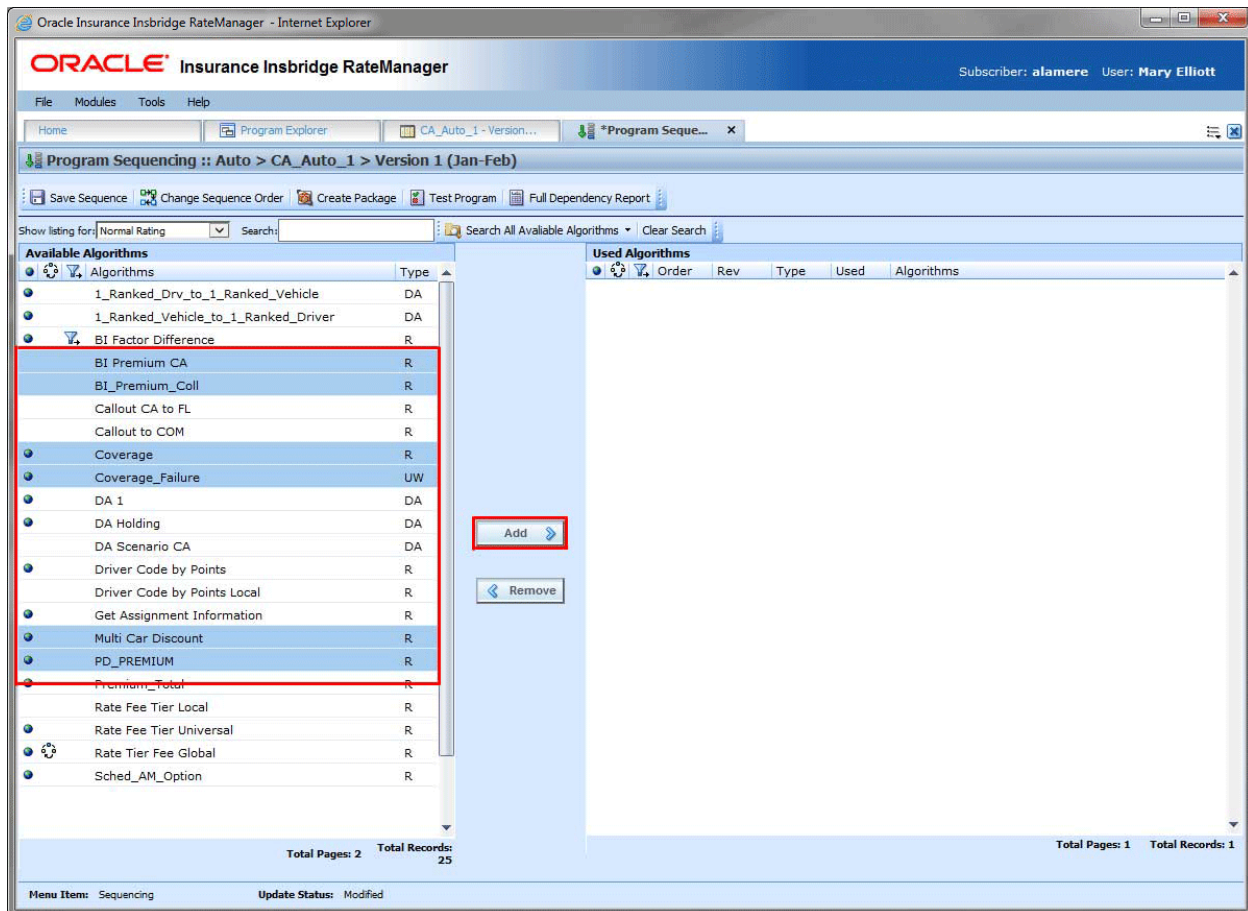 Oracle Insurance Insbridge RateManager - Internet Explorer
ORACLE Insurance Insbridge RateManager
Subscriber: alamere User: Mary Elliott
File Modules Tools Help
Home Program Explorer CA_Auto_1 - Version... *Program Seque... x
Program Sequencing :: Auto > CA_Auto_1 > Version 1 (Jan-Feb)
Save Sequence Change Sequence Order Create Package Test Program Full Dependency Report
Show listing for: Normal Rating Search: Search All Avaliable Algorithms Clear Search
Available Algorithms
Algorithms Type
1_Ranked_Drv_to_1_Ranked_Vehicle DA
1_Ranked_Vehicle_to_1_Ranked_Driver DA
BI Factor Difference R
BI Premium CA R
BI_Premium_Coll R
Callout CA to FL R
Callout to COM R
Coverage R
Coverage_Failure UW
DA 1 DA
DA Holding DA
DA Scenario CA DA
Driver Code by Points R
Driver Code by Points Local R
Get Assignment Information R
Multi Car Discount R
PD_PREMIUM R
Premium_Total R
Rate Fee Tier Local R
Rate Fee Tier Universal R
Rate Tier Fee Global R
Sched_AM_Option R
Total Pages: 2 Total Records: 25
Add
Remove
Used Algorithms
Order Rev Type Used Algorithms
Total Pages: 1 Total Records: 1
Menu Item: Sequencing Update Status: Modified